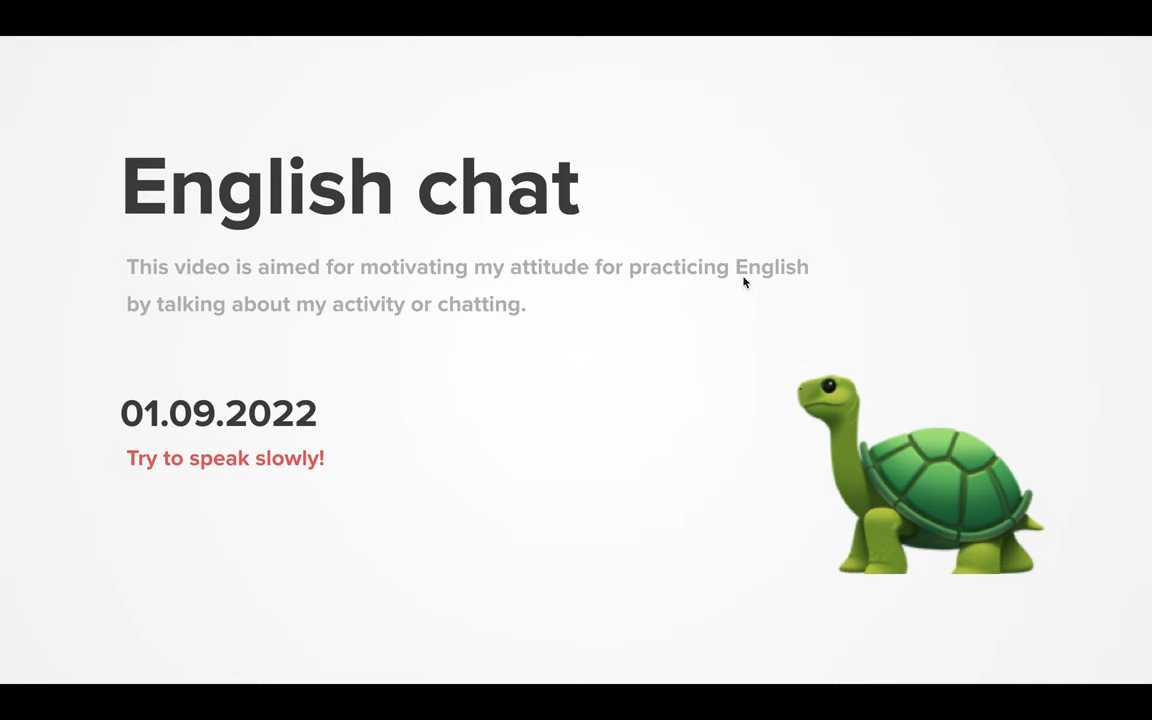 English chat
This video is aimed for motivating my attitude for practicing English
by talking about my activity or chatting.
01.09.2022
Try to speak slowly!